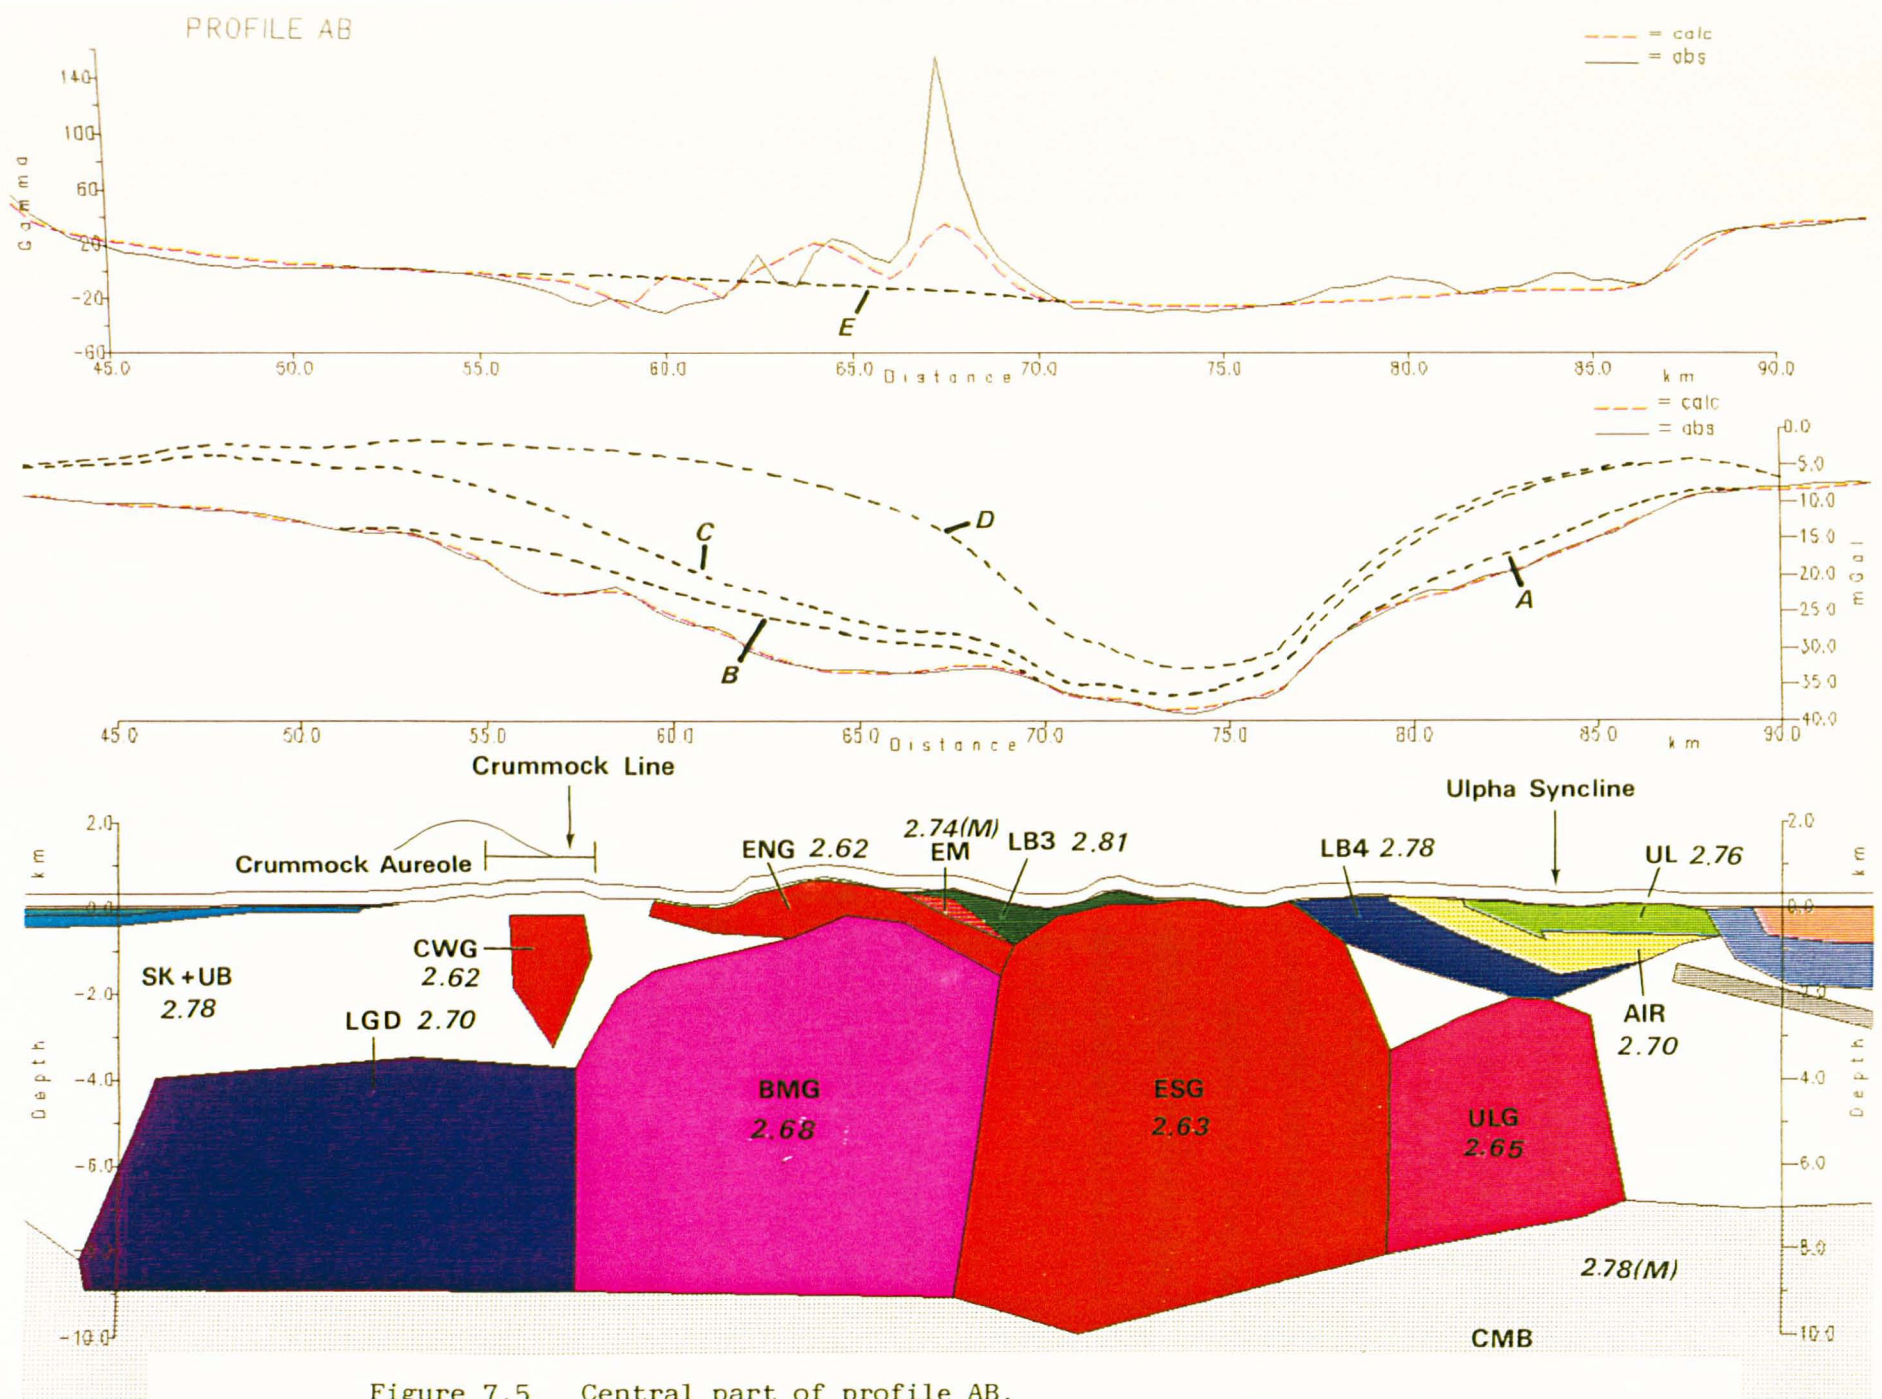 PROFILE AB
= calc
= obs
140
100
60
20
-20
-60
Gamma
E
45.0 50.0 55.0 60.0 65.0 70.0 75.0 80.0 85.0 90.0
Distance
km
= calc
= obs
0.0
5.0
10.0
15.0
20.0
25.0
30.0
35.0
40.0
mGal
A
B
C
D
45.0 50.0 55.0 60.0 65.0 70.0 75.0 80.0 85.0 90.0
Distance
km
Crummock Line
Ulpha Syncline
Crummock Aureole
2.0
0.0
-2.0
-4.0
-6.0
-10.0
km
Depth
ENG 2.62
2.74(M)
EM
LB3 2.81
LB4 2.78
UL 2.76
CWG
2.62
SK+UB
2.78
LGD 2.70
AIR
2.70
BMG
2.68
ESG
2.63
ULG
2.65
2.78(M)
CMB
2.0
0.0
-4.0
-6.0
-8.0
-10.0
km
Depth
Figure 7.5 Central part of profile AB.